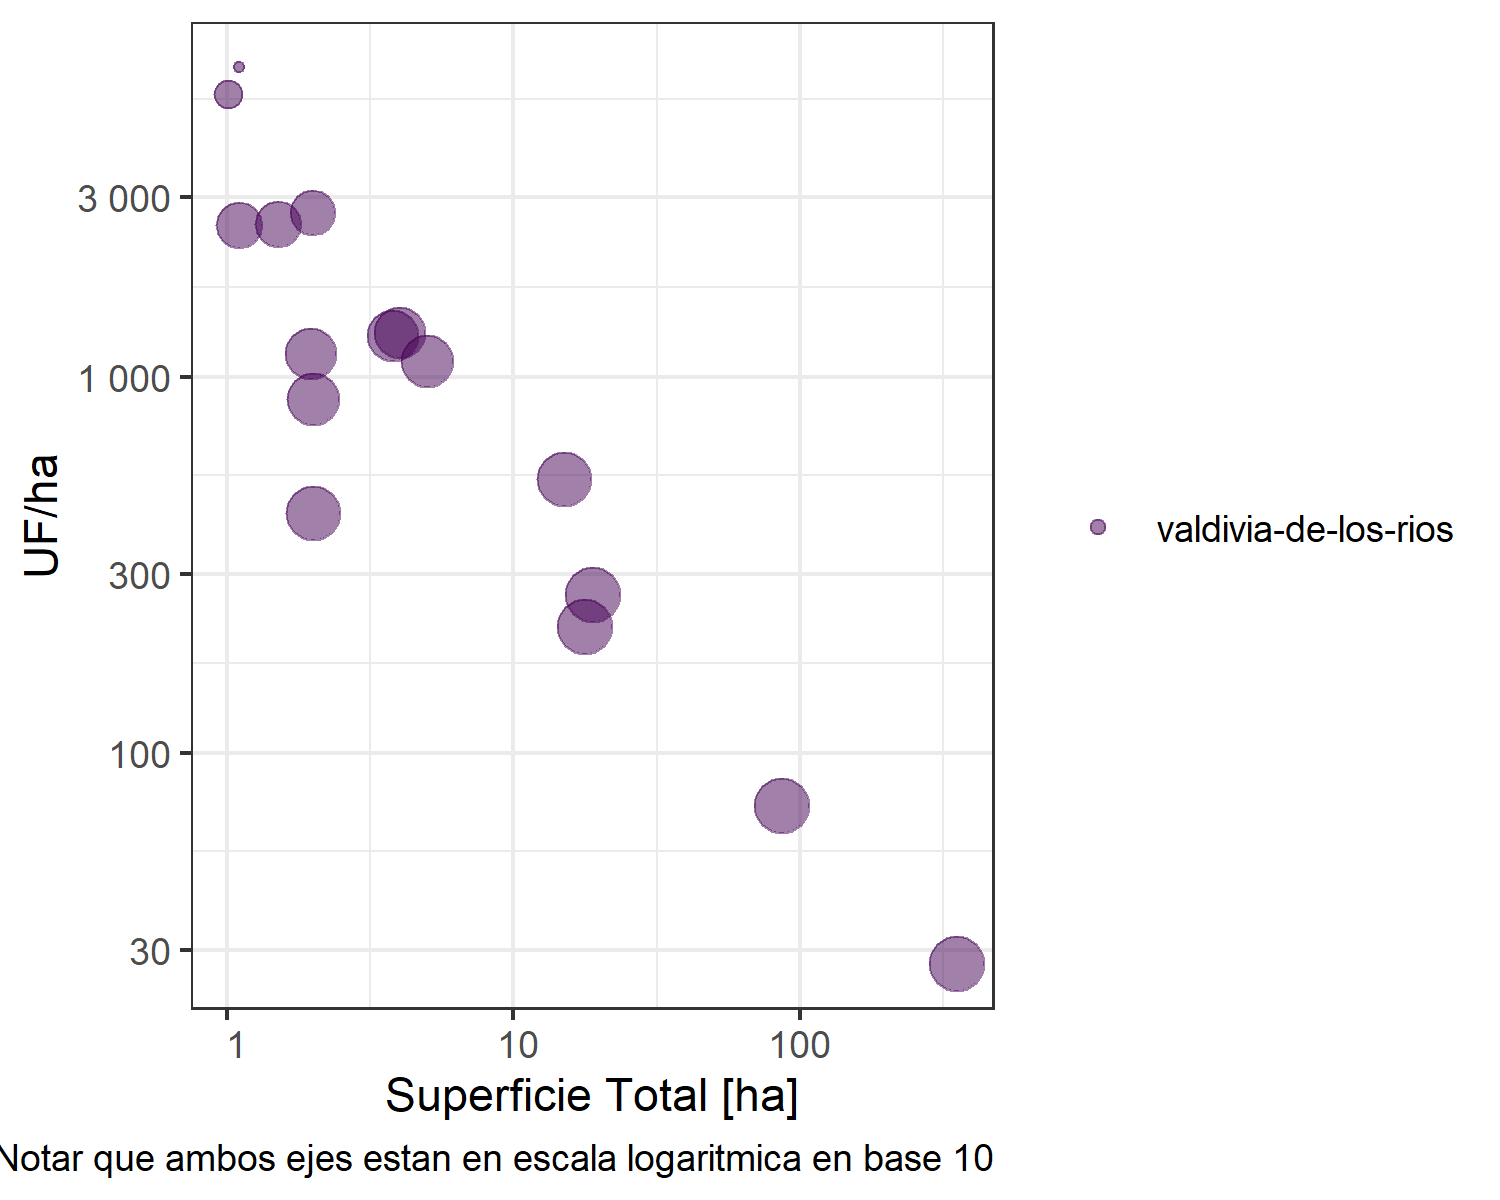 3 000
1 000
300
100
30
UF/ha
1 10 100
Superficie Total [ha]
valdivia-de-los-rios
Notar que ambos ejes estan en escala logaritmica en base 10